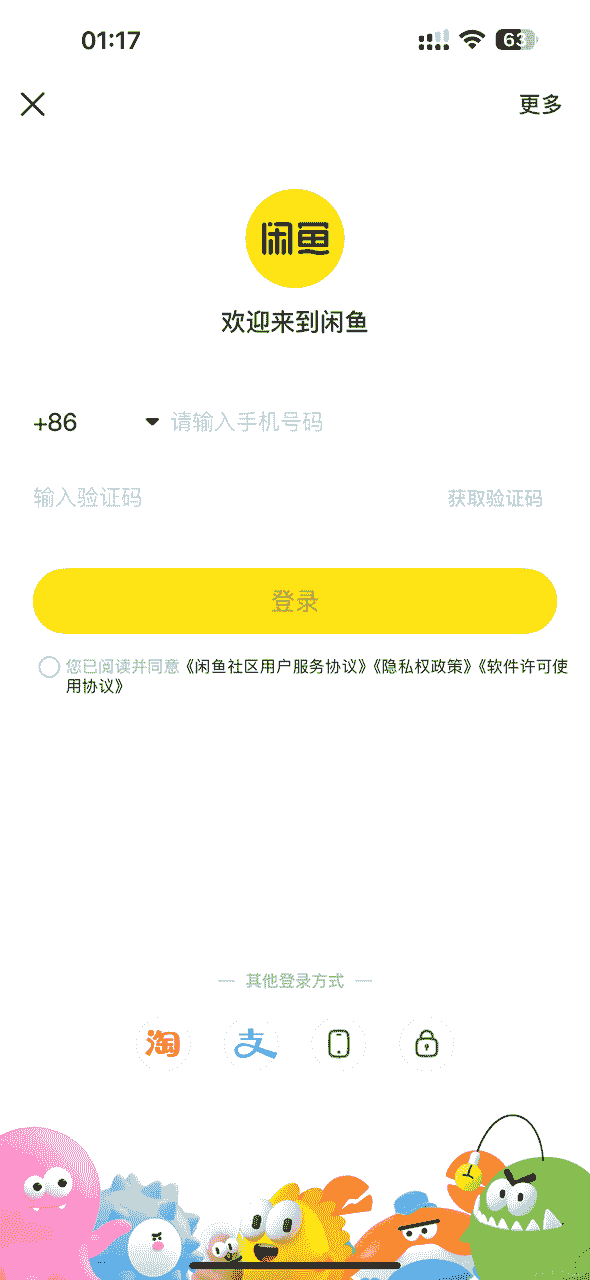 01:17
63
更多
闲鱼
欢迎来到闲鱼
+86 请输入手机号码
输入验证码 获取验证码
登录
您已阅读并同意《闲鱼社区用户服务协议》《隐私权政策》《软件许可使
用协议》
其他登录方式
淘 支